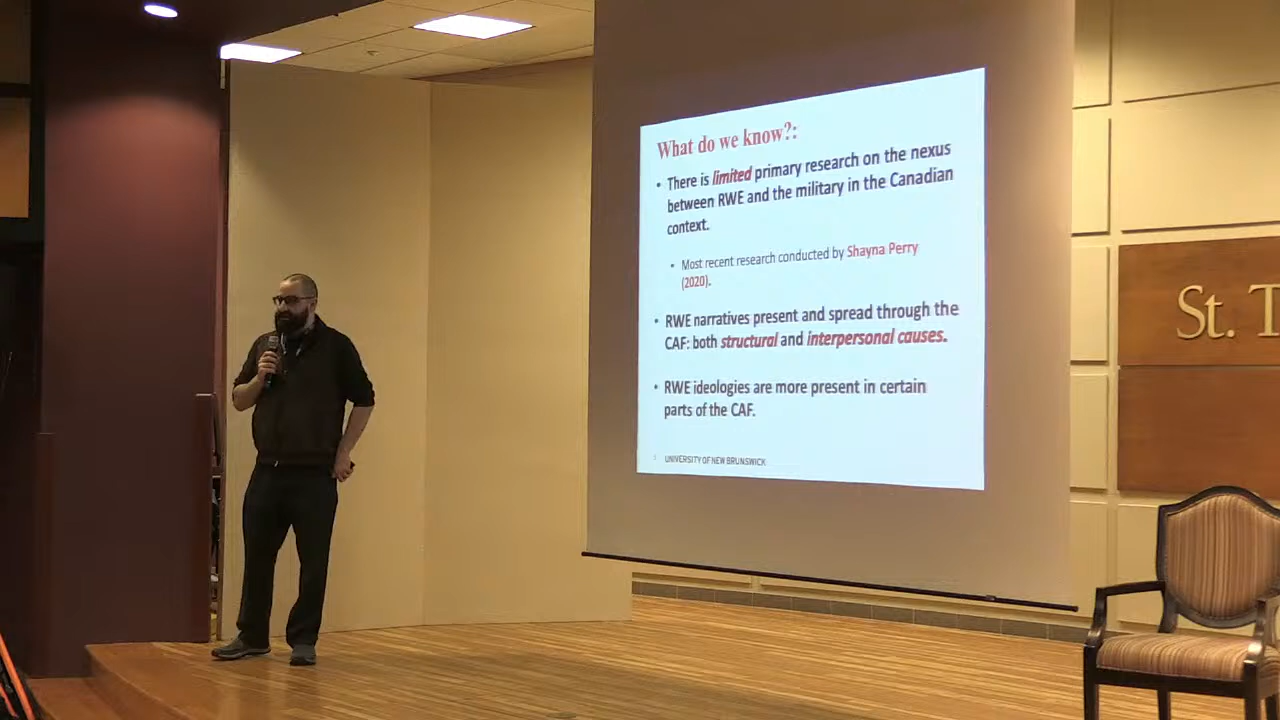 What do we know?:
• There is limited primary research on the nexus
between RWE and the military in the Canadian
context.
• Most recent research conducted by Shayna Perry
(2020).
• RWE narratives present and spread through the
CAF: both structural and interpersonal causes.
• RWE ideologies are more present in certain
parts of the CAF.
UNIVERSITY OF NEW BRUNSWICK
St. T